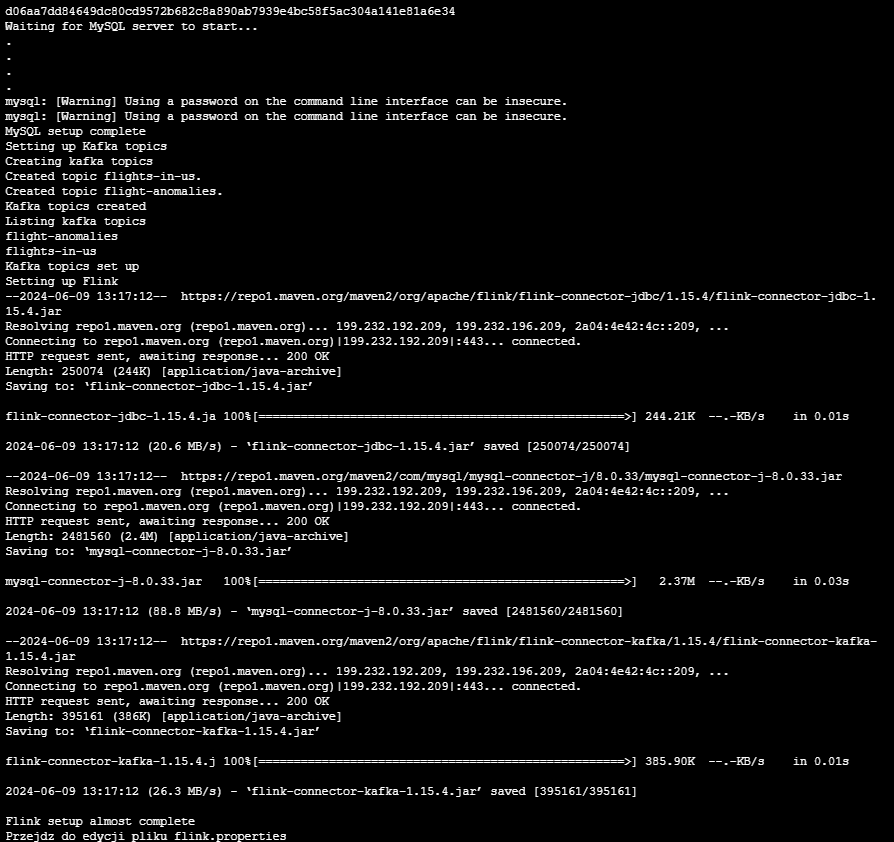 d06aa7dd84649dc80cd9572b682c8a890ab7939e4bc58f5ac304a141e81a6e34
Waiting for MySQL server to start...
.
.
.
.
mysql: [Warning] Using a password on the command line interface can be insecure.
mysql: [Warning] Using a password on the command line interface can be insecure.
MySQL setup complete
Setting up Kafka topics
Creating kafka topics
Created topic flights-in-us.
Created topic flight-anomalies.
Kafka topics created
Listing kafka topics
flight-anomalies
flights-in-us
Kafka topics set up
Setting up Flink
--2024-06-09 13:17:12--  https://repo1.maven.org/maven2/org/apache/flink/flink-connector-jdbc/1.15.4/flink-connector-jdbc-1.
15.4.jar
Resolving repo1.maven.org (repo1.maven.org)... 199.232.192.209, 199.232.196.209, 2a04:4e42:4c::209, ...
Connecting to repo1.maven.org (repo1.maven.org)|199.232.192.209|:443... connected.
HTTP request sent, awaiting response... 200 OK
Length: 250074 (244K) [application/java-archive]
Saving to: ‘flink-connector-jdbc-1.15.4.jar’
flink-connector-jdbc-1.15.4.ja 100%[====================================================>] 244.21K  --.-KB/s    in 0.01s
2024-06-09 13:17:12 (20.6 MB/s) - ‘flink-connector-jdbc-1.15.4.jar’ saved [250074/250074]
--2024-06-09 13:17:12--  https://repo1.maven.org/maven2/com/mysql/mysql-connector-j/8.0.33/mysql-connector-j-8.0.33.jar
Resolving repo1.maven.org (repo1.maven.org)... 199.232.192.209, 199.232.196.209, 2a04:4e42:4c::209, ...
Connecting to repo1.maven.org (repo1.maven.org)|199.232.192.209|:443... connected.
HTTP request sent, awaiting response... 200 OK
Length: 2481560 (2.4M) [application/java-archive]
Saving to: ‘mysql-connector-j-8.0.33.jar’
mysql-connector-j-8.0.33.jar   100%[====================================================>]   2.37M  --.-KB/s    in 0.03s
2024-06-09 13:17:12 (88.8 MB/s) - ‘mysql-connector-j-8.0.33.jar’ saved [2481560/2481560]
--2024-06-09 13:17:12--  https://repo1.maven.org/maven2/org/apache/flink/flink-connector-kafka/1.15.4/flink-connector-kafka-
1.15.4.jar
Resolving repo1.maven.org (repo1.maven.org)... 199.232.192.209, 199.232.196.209, 2a04:4e42:4c::209, ...
Connecting to repo1.maven.org (repo1.maven.org)|199.232.192.209|:443... connected.
HTTP request sent, awaiting response... 200 OK
Length: 395161 (386K) [application/java-archive]
Saving to: ‘flink-connector-kafka-1.15.4.jar’
flink-connector-kafka-1.15.4.j 100%[====================================================>] 385.90K  --.-KB/s    in 0.01s
2024-06-09 13:17:12 (26.3 MB/s) - ‘flink-connector-kafka-1.15.4.jar’ saved [395161/395161]
Flink setup almost complete
Przejdz do edycji pliku flink.properties